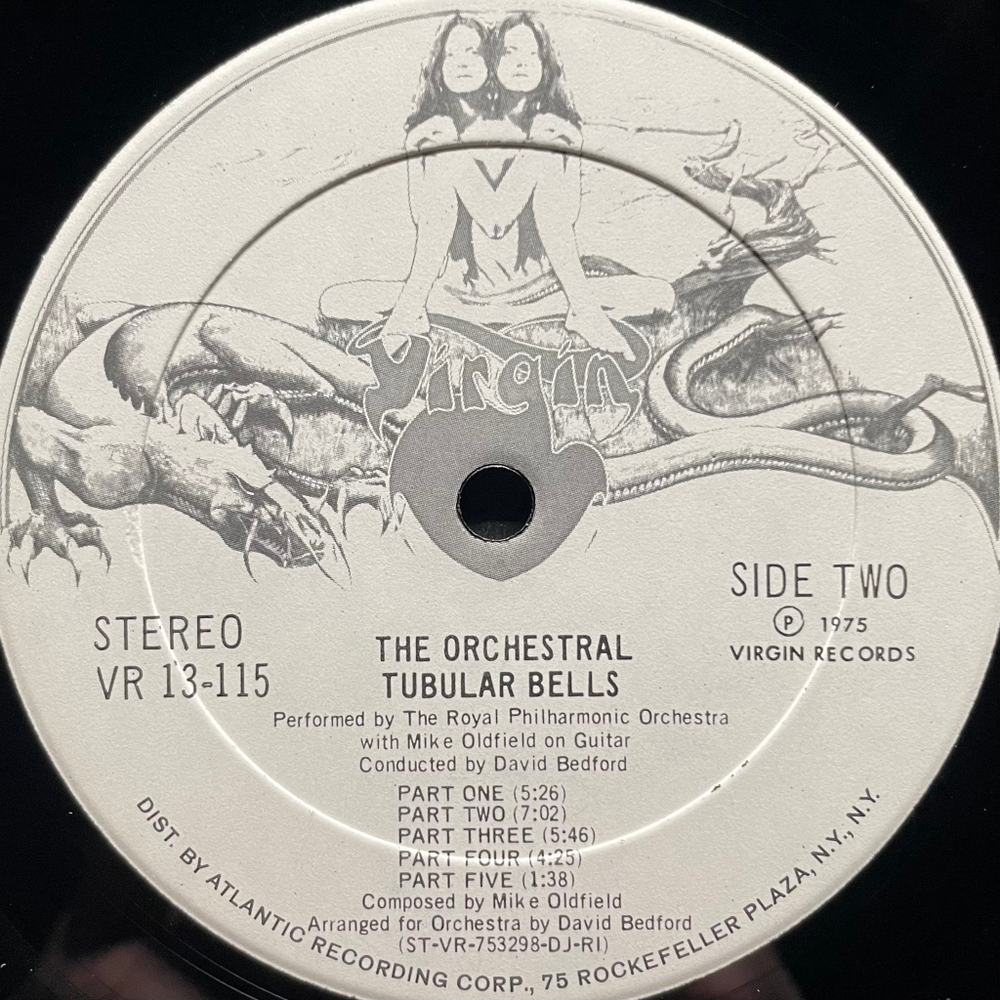 Virgin
SIDE TWO
Ⓟ 1975
VIRGIN RECORDS
STEREO
VR 13-115
THE ORCHESTRAL
TUBULAR BELLS
Performed by The Royal Philharmonic Orchestra
with Mike Oldfield on Guitar
Conducted by David Bedford
PART ONE (5:26)
PART TWO (7:02)
PART THREE (5:46)
PART FOUR (4:25)
PART FIVE (1:38)
Composed by Mike Oldfield
Arranged for Orchestra by David Bedford
(ST-VR-753298-DJ-RI)
DIST. BY ATLANTIC RECORDING CORP., 75 ROCKEFELLER PLAZA, N.Y., N.Y.